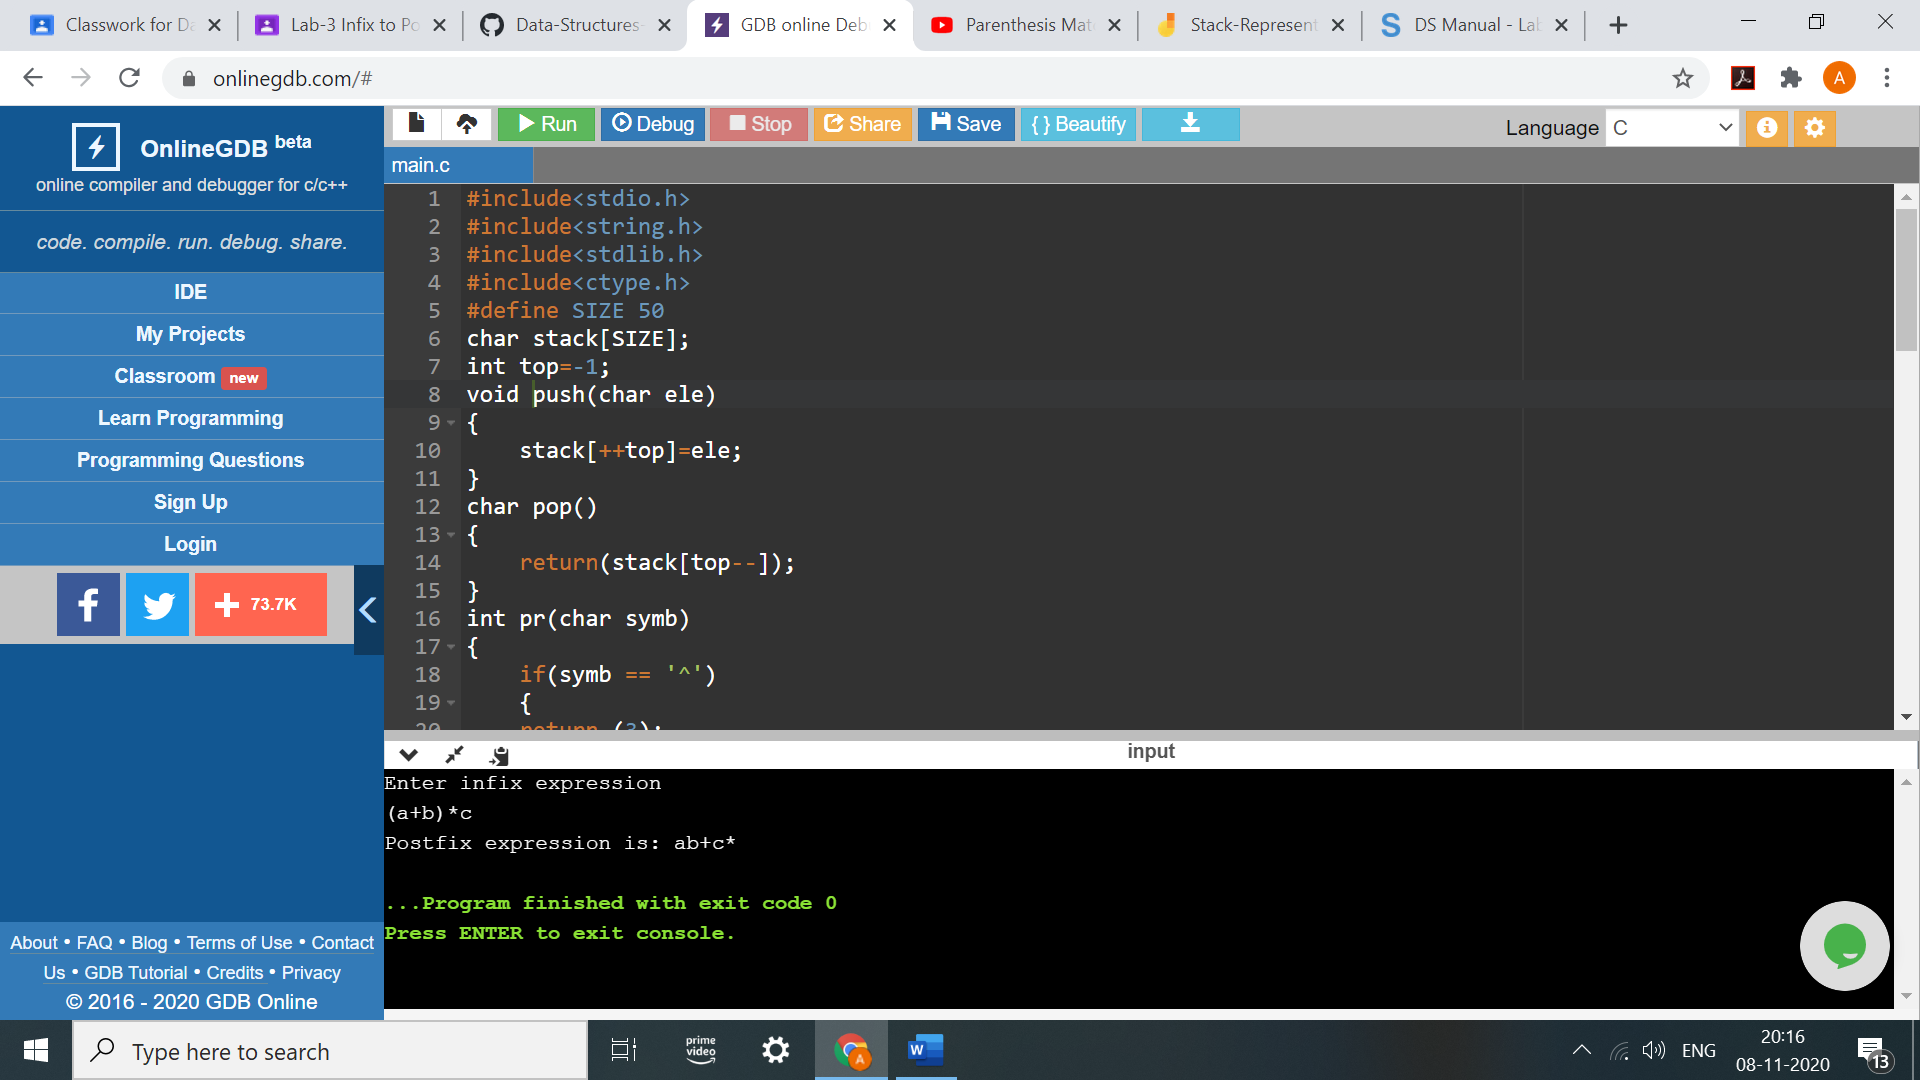 Classwork for Da
Lab-3 Infix to Po
Data-Structures-
GDB online Deb
Parenthesis Mat
Stack-Represent
DS Manual - Lab
onlinegdb.com/#
A
OnlineGDB beta
online compiler and debugger for c/c++
code. compile. run. debug. share.
IDE
My Projects
Classroom new
Learn Programming
Programming Questions
Sign Up
Login
73.7K
About • FAQ • Blog • Terms of Use • Contact
Us • GDB Tutorial • Credits • Privacy
© 2016 - 2020 GDB Online
Run
Debug
Stop
Share
Save
{ } Beautify
Language C
main.c
1 #include<stdio.h>
2 #include<string.h>
3 #include<stdlib.h>
4 #include<ctype.h>
5 #define SIZE 50
6 char stack[SIZE];
7 int top=-1;
8 void push(char ele)
9 {
10 stack[++top]=ele;
11 }
12 char pop()
13 {
14 return(stack[top--]);
15 }
16 int pr(char symb)
17 {
18 if(symb == '^')
19 {
20 return (3);
input
Enter infix expression
(a+b)*c
Postfix expression is: ab+c*
...Program finished with exit code 0
Press ENTER to exit console.
Type here to search
prime
video
A
W
ENG
20:16
08-11-2020
13